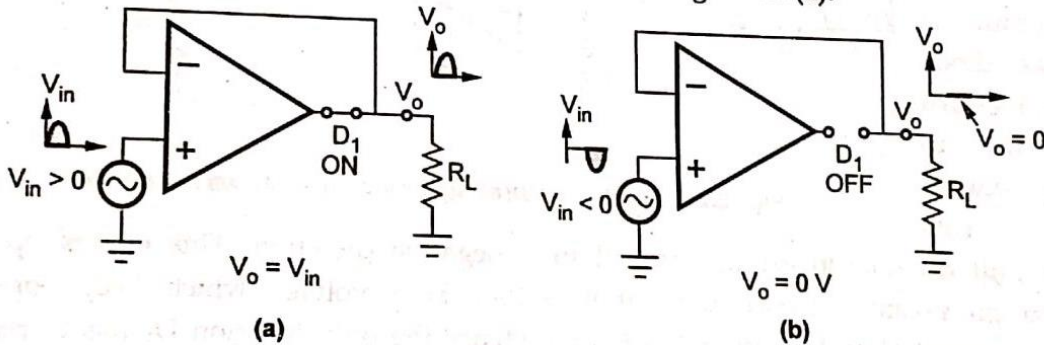 V_in
V_in > 0
−
+
D_1
ON
V_o
V_o
R_L
V_o = V_in
(a)
V_in
V_in < 0
−
+
D_1
OFF
V_o
V_o
V_o = 0
R_L
V_o = 0 V
(b)